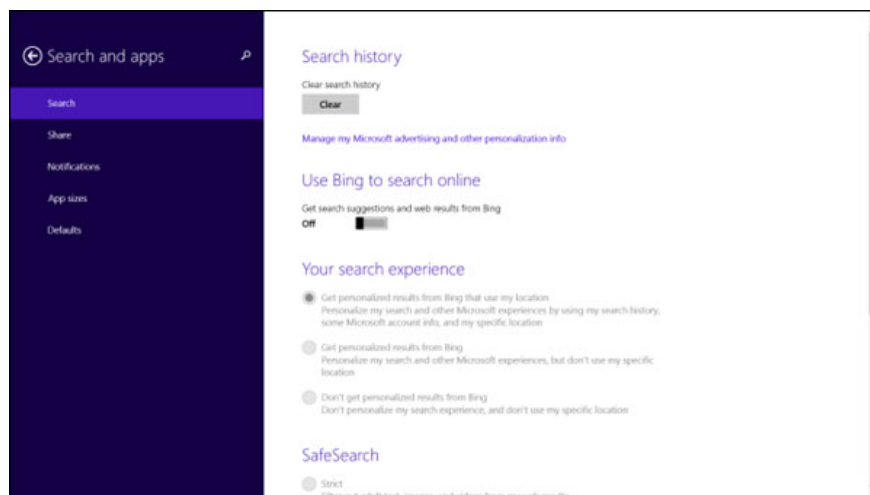 Search and apps
Search
Share
Notifications
App sizes
Defaults
Search history
Clear search history
Clear
Manage my Microsoft advertising and other personalization info
Use Bing to search online
Get search suggestions and web results from Bing
Off
Your search experience
Get personalized results from Bing that use my location
Personalize my search and other Microsoft experiences by using my search history,
some Microsoft account info, and my specific location
Get personalized results from Bing
Personalize my search and other Microsoft experiences, but don't use my specific
location
Don't get personalized results from Bing
Don't personalize my search experience, and don't use my specific location
SafeSearch
Strict